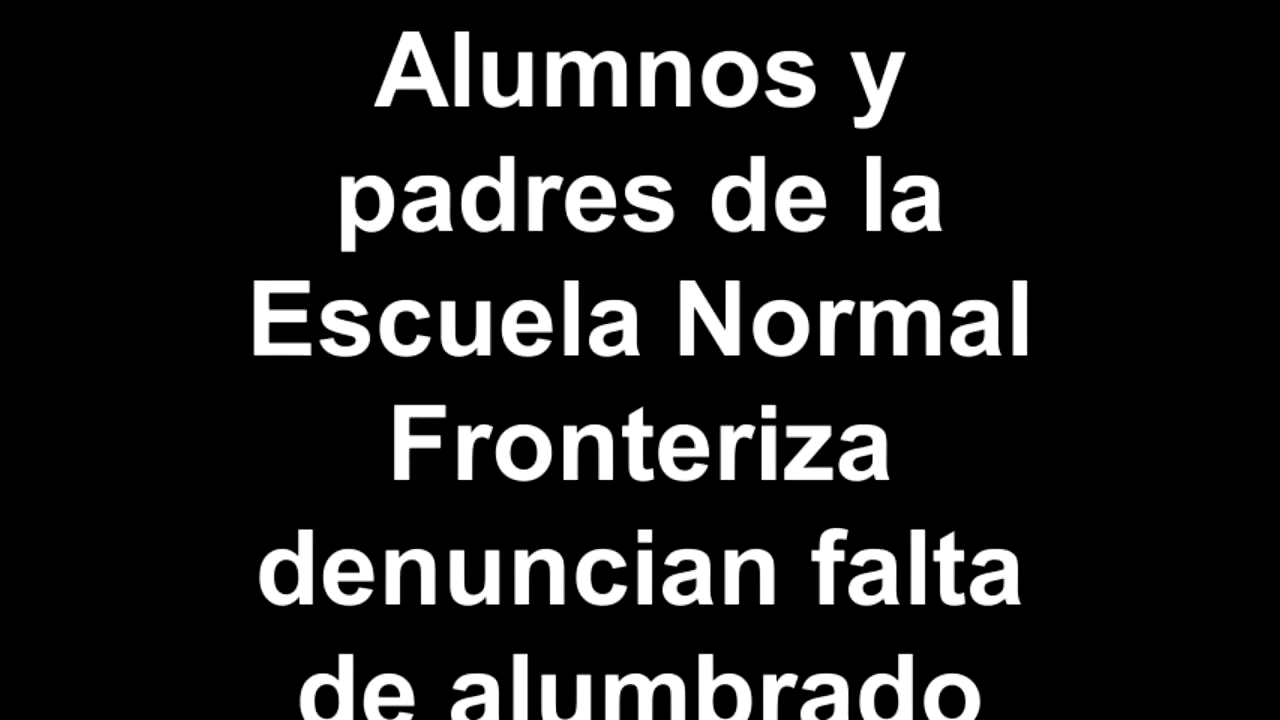 Alumnos y
padres de la
Escuela Normal
Fronteriza
denuncian falta
de alumbrado